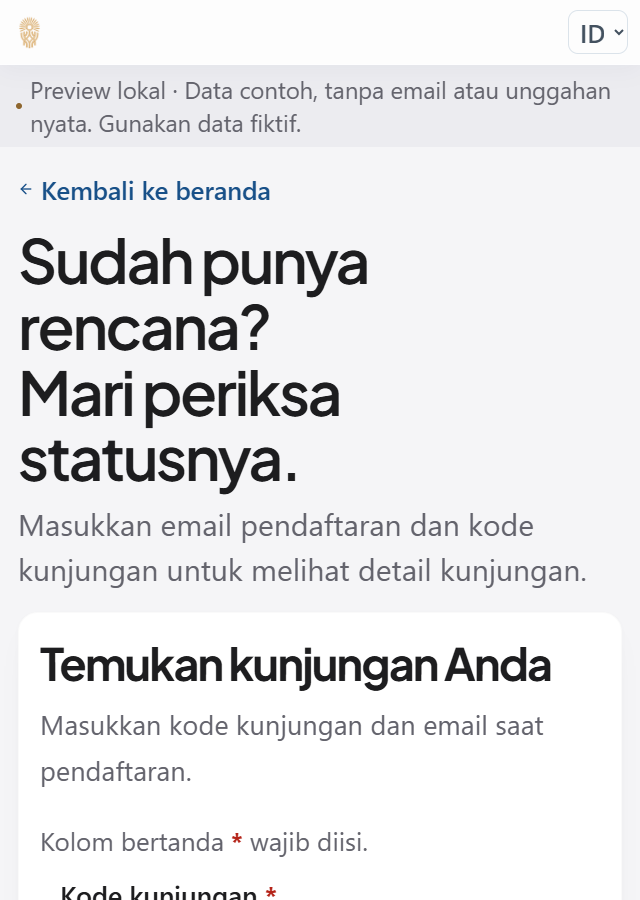 ID
Preview lokal · Data contoh, tanpa email atau unggahan
nyata. Gunakan data fiktif.
← Kembali ke beranda
Sudah punya
rencana?
Mari periksa
statusnya.
Masukkan email pendaftaran dan kode
kunjungan untuk melihat detail kunjungan.
Temukan kunjungan Anda
Masukkan kode kunjungan dan email saat
pendaftaran.
Kolom bertanda * wajib diisi.
Kode kunjungan *